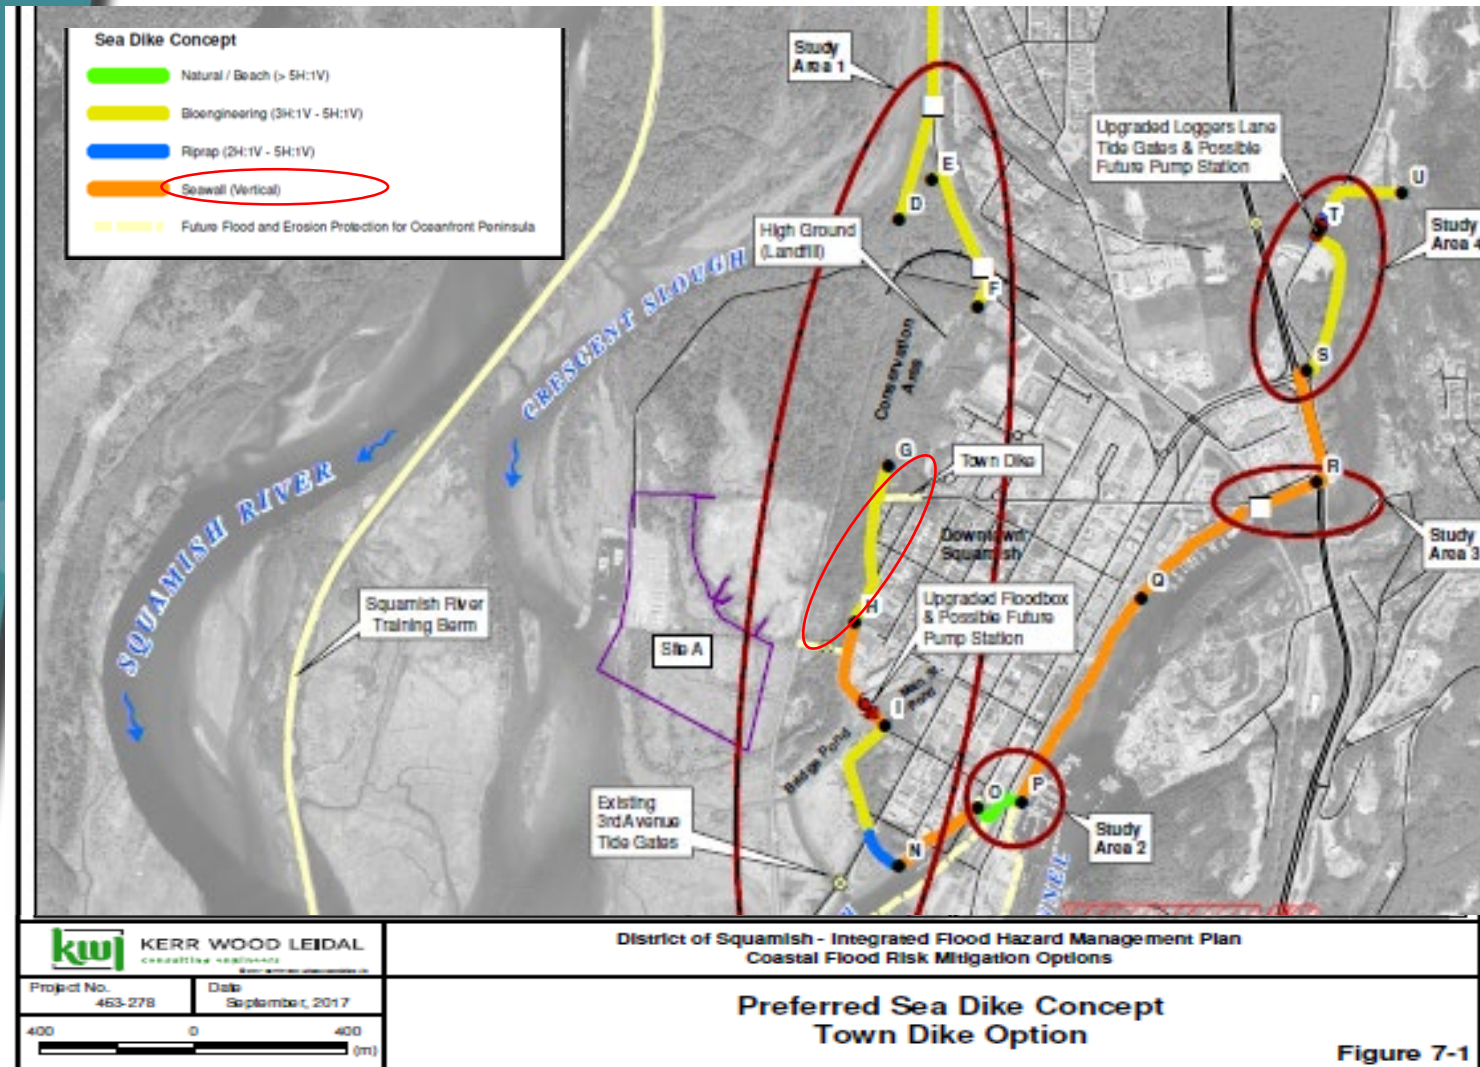 Sea Dike Concept
Natural / Beach (> 5H:1V)
Bioengineering (3H:1V - 5H:1V)
Riprap (2H:1V - 5H:1V)
Seawall (Vertical)
Future Flood and Erosion Protection for Oceanfront Peninsula
Study
Area 1
Upgraded Loggers Lane
Tide Gates & Possible
Future Pump Station
E
D
U
T
Study
Area 4
High Ground
(Landfill)
CRESCENT SLOUGH
F
Conservation
Area
S
G
Town Dike
R
SQUAMISH RIVER
Downtown
Squamish
Study
Area 3
Q
H
Squamish River
Training Berm
Upgraded Floodbox
& Possible Future
Pump Station
Site A
I
Pond
Bridge Pond
O
P
Existing
3rd Avenue
Tide Gates
Study
Area 2
N
kwl
KERR WOOD LEIDAL
consulting engineers
District of Squamish - Integrated Flood Hazard Management Plan
Coastal Flood Risk Mitigation Options
Project No.
463-278
Date
September, 2017
Preferred Sea Dike Concept
Town Dike Option
400
0
400
(m)
Figure 7-1